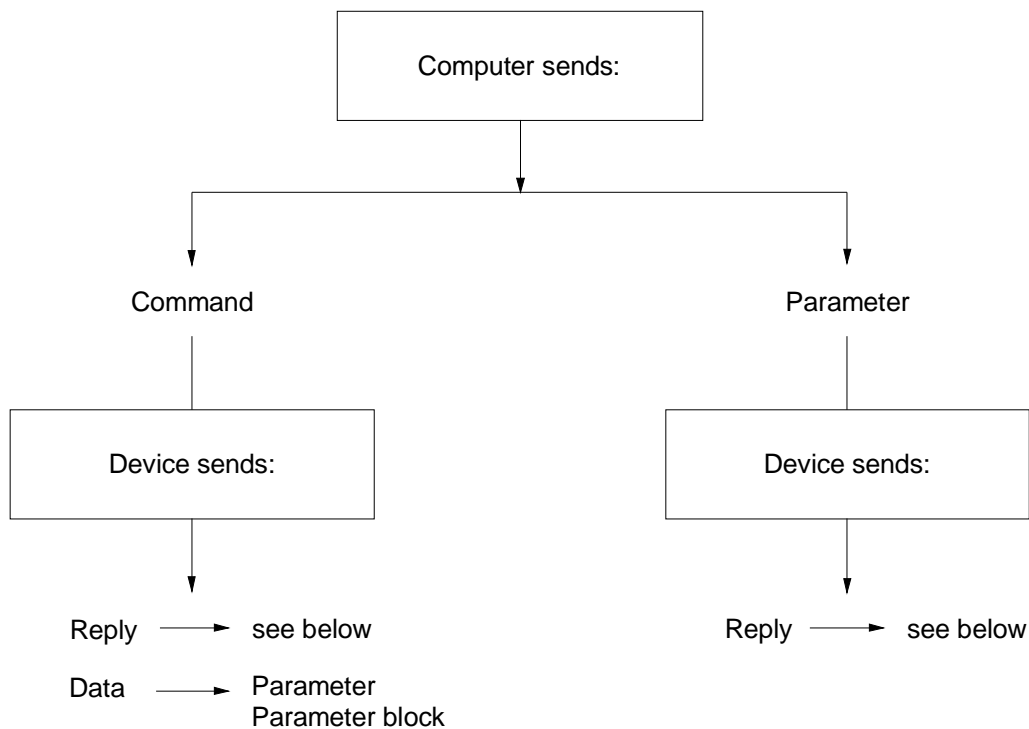 Computer sends:
Command
Parameter
Device sends:
Device sends:
Reply see below
Reply see below
Data Parameter
Parameter block